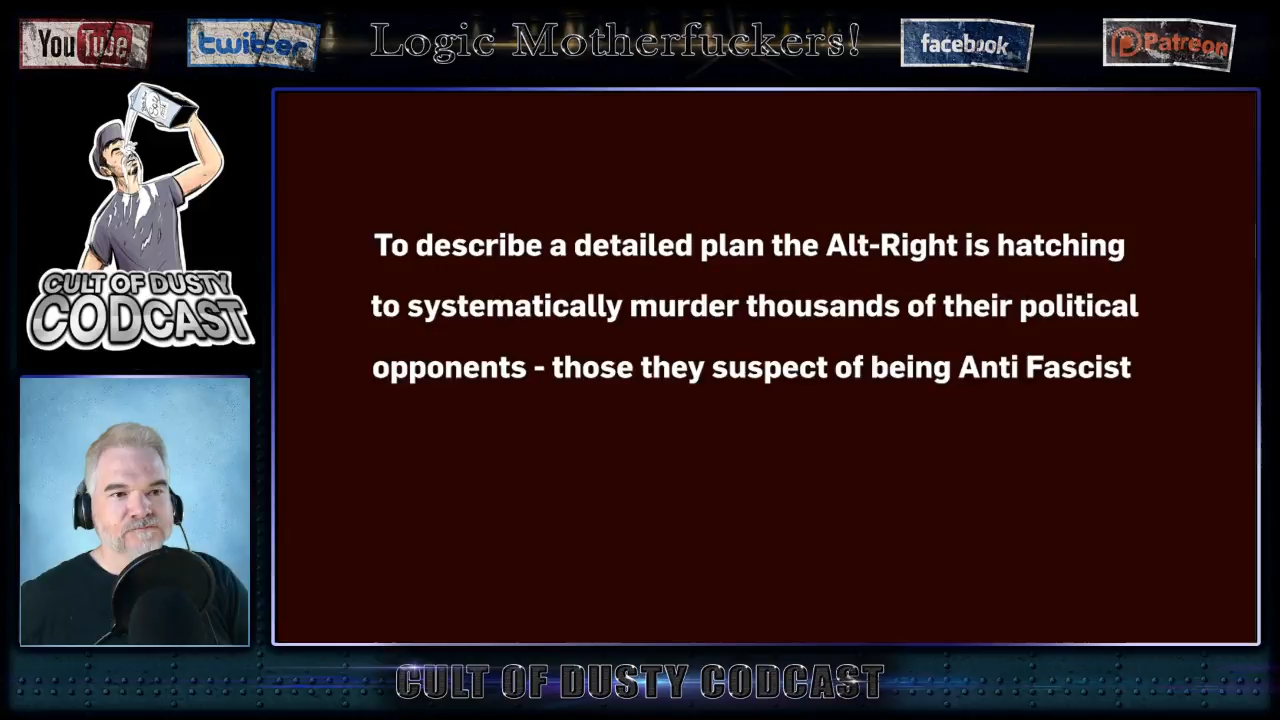 YouTube
twitter
Logic Motherfuckers!
facebook
Patreon
CULT OF DUSTY
CODCAST
To describe a detailed plan the Alt-Right is hatching
to systematically murder thousands of their political
opponents - those they suspect of being Anti Fascist
CULT OF DUSTY CODCAST